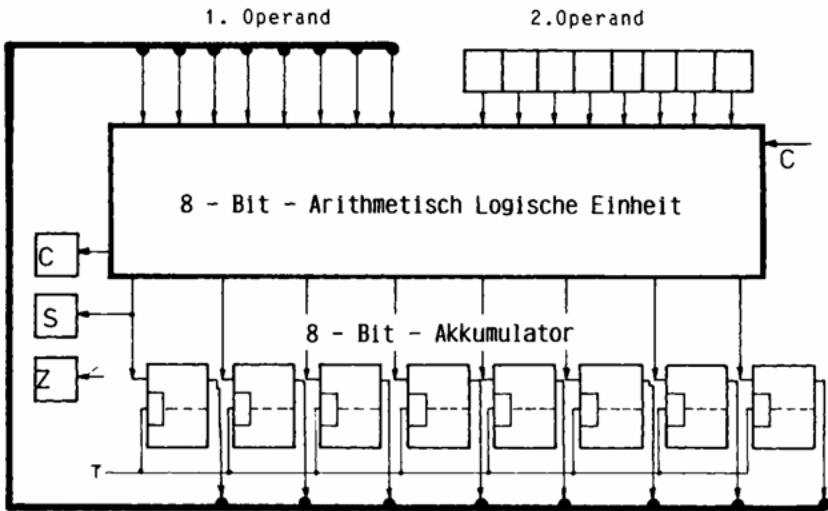 1. Operand
2.Operand
C
8 - Bit - Arithmetisch Logische Einheit
C
S
8 - Bit - Akkumulator
Z
T